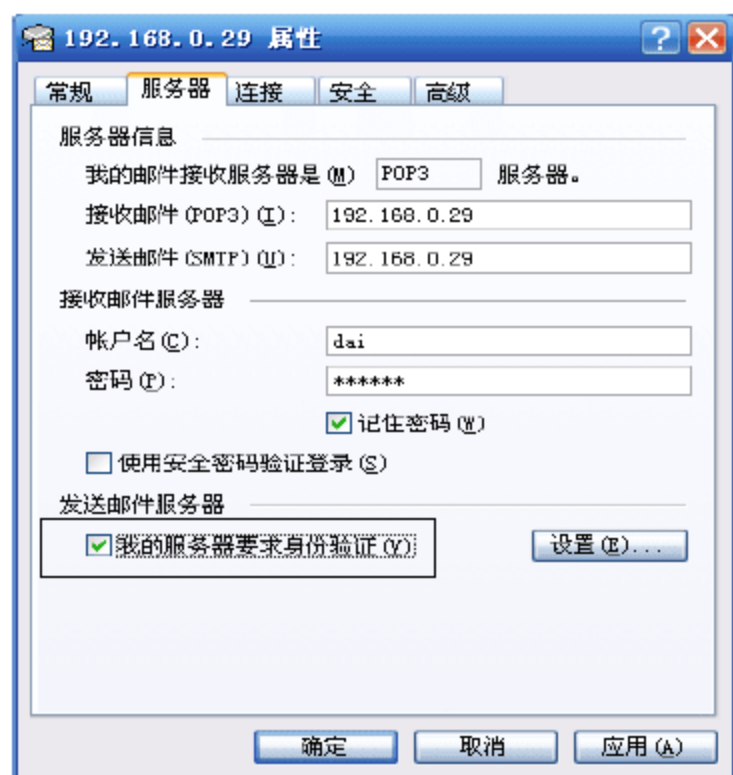 192.168.0.29 属性
常规 服务器 连接 安全 高级
服务器信息
我的邮件接收服务器是(M) POP3 服务器。
接收邮件(POP3)(I): 192.168.0.29
发送邮件(SMTP)(U): 192.168.0.29
接收邮件服务器
帐户名(C): dai
密码(P): ******
记住密码(W)
使用安全密码验证登录(S)
发送邮件服务器
我的服务器要求身份验证(V) 设置(E)...
确定 取消 应用(A)